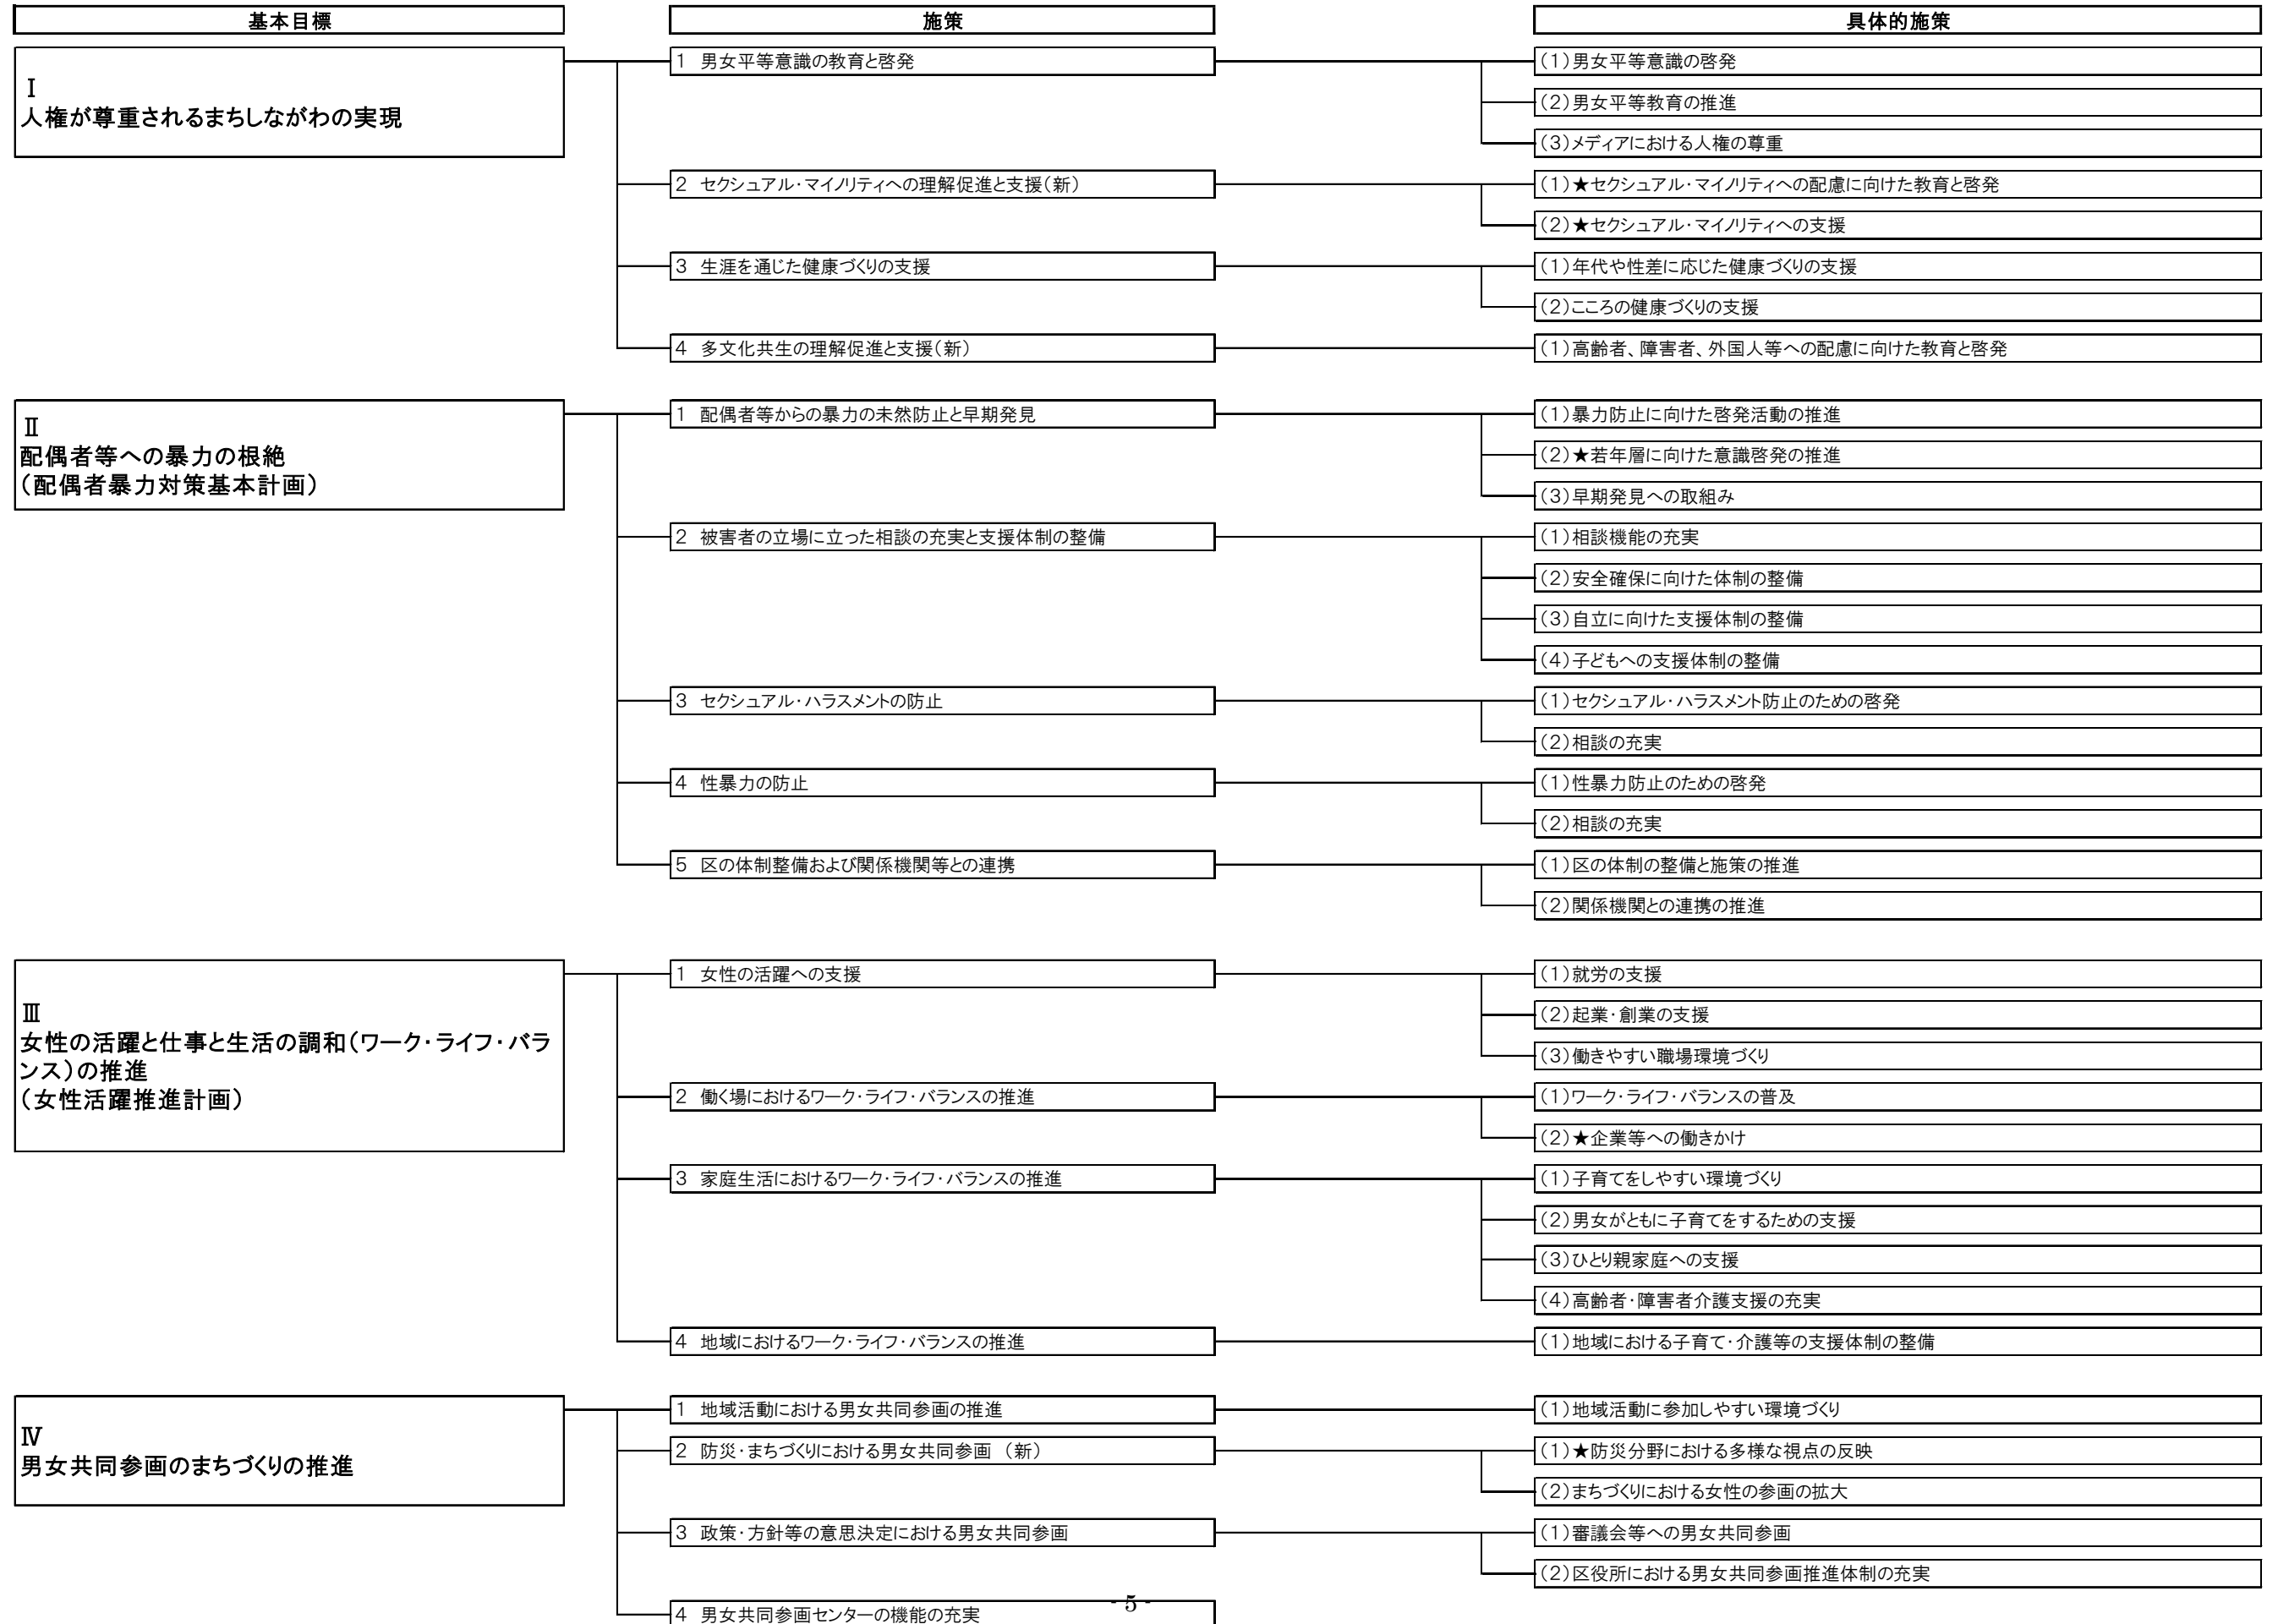 基本目標
施策
具体的施策
Ⅰ
人権が尊重されるまちしながわの実現
1 男女平等意識の教育と啓発
(1)男女平等意識の啓発
(2)男女平等教育の推進
(3)メディアにおける人権の尊重
2 セクシュアル・マイノリティへの理解促進と支援(新)
(1)★セクシュアル・マイノリティへの配慮に向けた教育と啓発
(2)★セクシュアル・マイノリティへの支援
3 生涯を通じた健康づくりの支援
(1)年代や性差に応じた健康づくりの支援
(2)こころの健康づくりの支援
4 多文化共生の理解促進と支援(新)
(1)高齢者、障害者、外国人等への配慮に向けた教育と啓発
Ⅱ
配偶者等への暴力の根絶
(配偶者暴力対策基本計画)
1 配偶者等からの暴力の未然防止と早期発見
(1)暴力防止に向けた啓発活動の推進
(2)★若年層に向けた意識啓発の推進
(3)早期発見への取組み
2 被害者の立場に立った相談の充実と支援体制の整備
(1)相談機能の充実
(2)安全確保に向けた体制の整備
(3)自立に向けた支援体制の整備
(4)子どもへの支援体制の整備
3 セクシュアル・ハラスメントの防止
(1)セクシュアル・ハラスメント防止のための啓発
(2)相談の充実
4 性暴力の防止
(1)性暴力防止のための啓発
(2)相談の充実
5 区の体制整備および関係機関等との連携
(1)区の体制の整備と施策の推進
(2)関係機関との連携の推進
Ⅲ
女性の活躍と仕事と生活の調和(ワーク・ライフ・バラ
ンス)の推進
(女性活躍推進計画)
1 女性の活躍への支援
(1)就労の支援
(2)起業・創業の支援
(3)働きやすい職場環境づくり
2 働く場におけるワーク・ライフ・バランスの推進
(1)ワーク・ライフ・バランスの普及
(2)★企業等への働きかけ
3 家庭生活におけるワーク・ライフ・バランスの推進
(1)子育てをしやすい環境づくり
(2)男女がともに子育てをするための支援
(3)ひとり親家庭への支援
(4)高齢者・障害者介護支援の充実
4 地域におけるワーク・ライフ・バランスの推進
(1)地域における子育て・介護等の支援体制の整備
Ⅳ
男女共同参画のまちづくりの推進
1 地域活動における男女共同参画の推進
(1)地域活動に参加しやすい環境づくり
2 防災・まちづくりにおける男女共同参画 (新)
(1)★防災分野における多様な視点の反映
(2)まちづくりにおける女性の参画の拡大
3 政策・方針等の意思決定における男女共同参画
(1)審議会等への男女共同参画
(2)区役所における男女共同参画推進体制の充実
4 男女共同参画センターの機能の充実
- 5 -